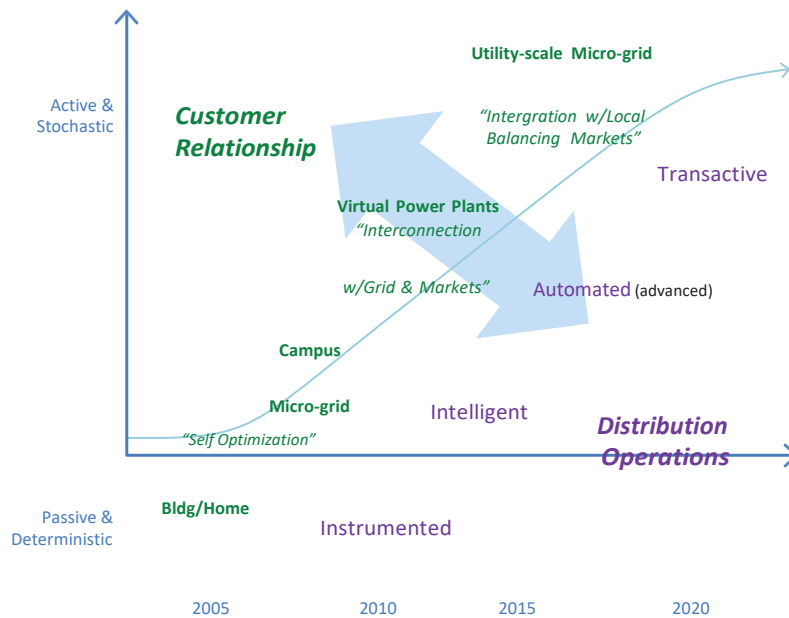 Utility-scale Micro-grid
Active &
Stochastic
Customer
Relationship
“Intergration w/Local
Balancing Markets”
Transactive
Virtual Power Plants
“Interconnection
w/Grid & Markets”
Automated (advanced)
Campus
Micro-grid
Intelligent
“Self Optimization”
Distribution
Operations
Bldg/Home
Passive &
Deterministic
Instrumented
2005
2010
2015
2020